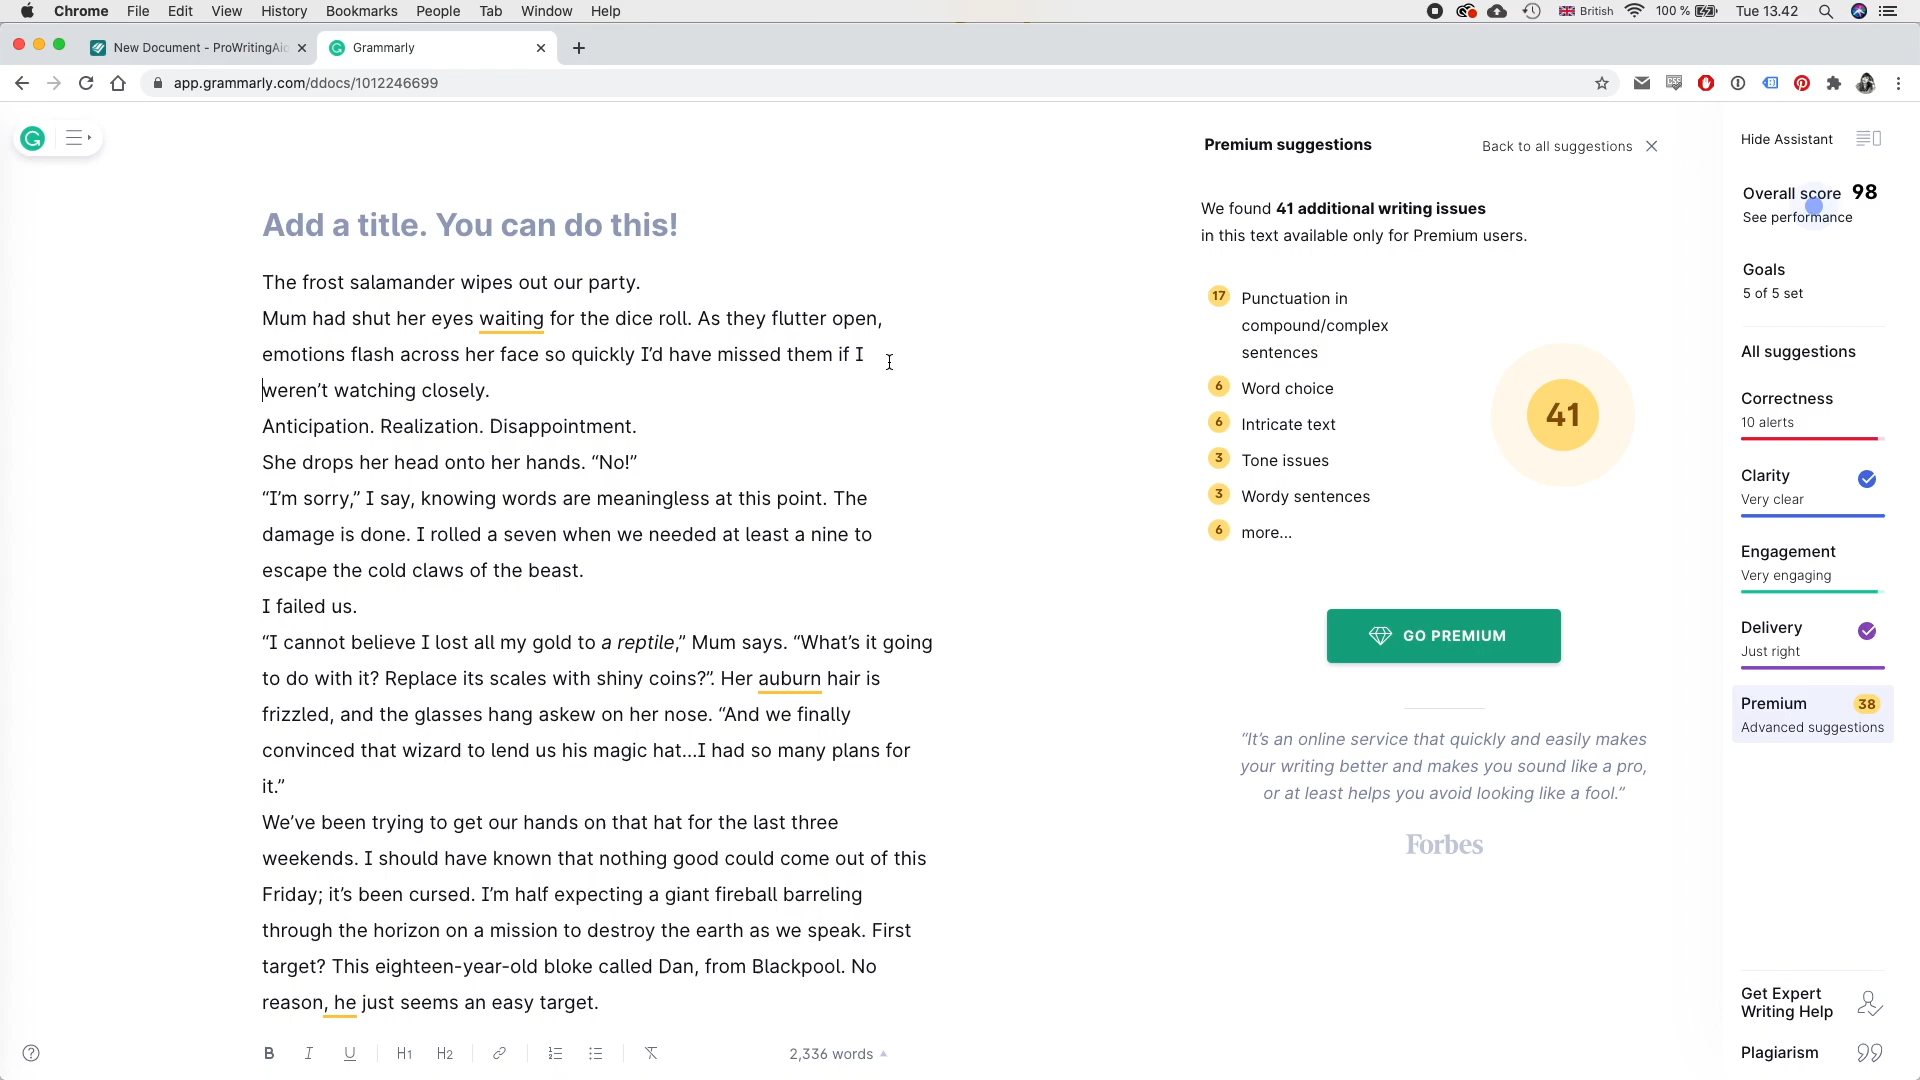 Chrome File Edit View History Bookmarks People Tab Window Help
British 100 % Tue 13.42
New Document - ProWritingAid
Grammarly
app.grammarly.com/ddocs/1012246699
Add a title. You can do this!
The frost salamander wipes out our party.
Mum had shut her eyes waiting for the dice roll. As they flutter open,
emotions flash across her face so quickly I’d have missed them if I
weren’t watching closely.
Anticipation. Realization. Disappointment.
She drops her head onto her hands. “No!”
“I’m sorry,” I say, knowing words are meaningless at this point. The
damage is done. I rolled a seven when we needed at least a nine to
escape the cold claws of the beast.
I failed us.
“I cannot believe I lost all my gold to a reptile,” Mum says. “What’s it going
to do with it? Replace its scales with shiny coins?”. Her auburn hair is
frizzled, and the glasses hang askew on her nose. “And we finally
convinced that wizard to lend us his magic hat...I had so many plans for
it.”
We’ve been trying to get our hands on that hat for the last three
weekends. I should have known that nothing good could come out of this
Friday; it’s been cursed. I’m half expecting a giant fireball barreling
through the horizon on a mission to destroy the earth as we speak. First
target? This eighteen-year-old bloke called Dan, from Blackpool. No
reason, he just seems an easy target.
B I U H1 H2
2,336 words
Premium suggestions
Back to all suggestions
We found 41 additional writing issues
in this text available only for Premium users.
17 Punctuation in
compound/complex
sentences
6 Word choice
6 Intricate text
3 Tone issues
3 Wordy sentences
6 more...
41
GO PREMIUM
“It’s an online service that quickly and easily makes
your writing better and makes you sound like a pro,
or at least helps you avoid looking like a fool.”
Forbes
Hide Assistant
Overall score 98
See performance
Goals
5 of 5 set
All suggestions
Correctness
10 alerts
Clarity
Very clear
Engagement
Very engaging
Delivery
Just right
Premium 38
Advanced suggestions
Get Expert
Writing Help
Plagiarism